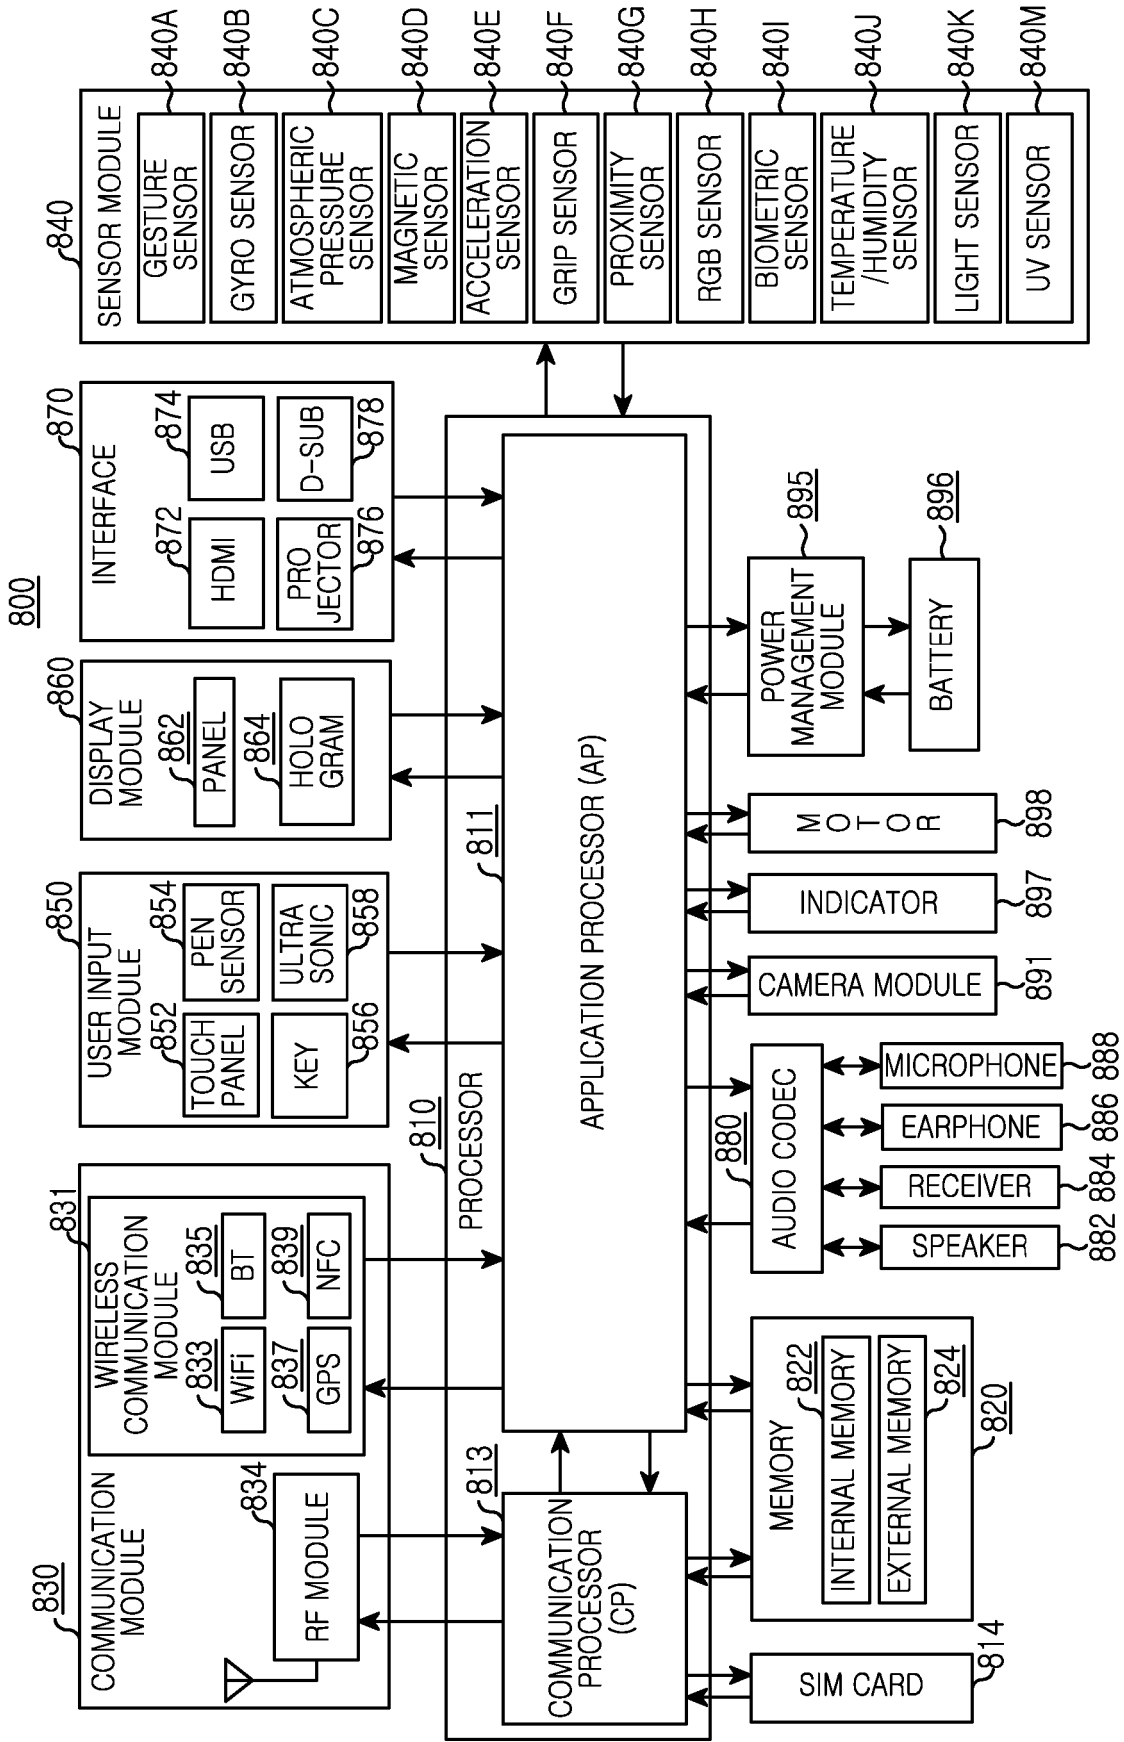 800
830
COMMUNICATION
MODULE
834
RF MODULE
831
WIRELESS
COMMUNICATION
MODULE
833
WiFi
835
BT
837
GPS
839
NFC
850
USER INPUT
MODULE
852
TOUCH
PANEL
854
PEN
SENSOR
KEY
856
ULTRA
SONIC
858
860
DISPLAY
MODULE
862
PANEL
864
HOLO
GRAM
870
INTERFACE
872
HDMI
874
USB
PRO
JECTOR
876
D-SUB
878
840
SENSOR MODULE
GESTURE
SENSOR
840A
GYRO SENSOR
840B
ATMOSPHERIC
PRESSURE
SENSOR
840C
MAGNETIC
SENSOR
840D
ACCELERATION
SENSOR
840E
GRIP SENSOR
840F
PROXIMITY
SENSOR
840G
RGB SENSOR
840H
BIOMETRIC
SENSOR
840I
TEMPERATURE
/HUMIDITY
SENSOR
840J
LIGHT SENSOR
840K
UV SENSOR
840M
810
PROCESSOR
813
COMMUNICATION
PROCESSOR
(CP)
811
APPLICATION PROCESSOR (AP)
SIM CARD
814
MEMORY
822
INTERNAL MEMORY
EXTERNAL MEMORY
824
820
880
AUDIO CODEC
SPEAKER
882
RECEIVER
884
EARPHONE
886
MICROPHONE
888
CAMERA MODULE
891
INDICATOR
897
MOTOR
898
POWER
MANAGEMENT
MODULE
895
BATTERY
896